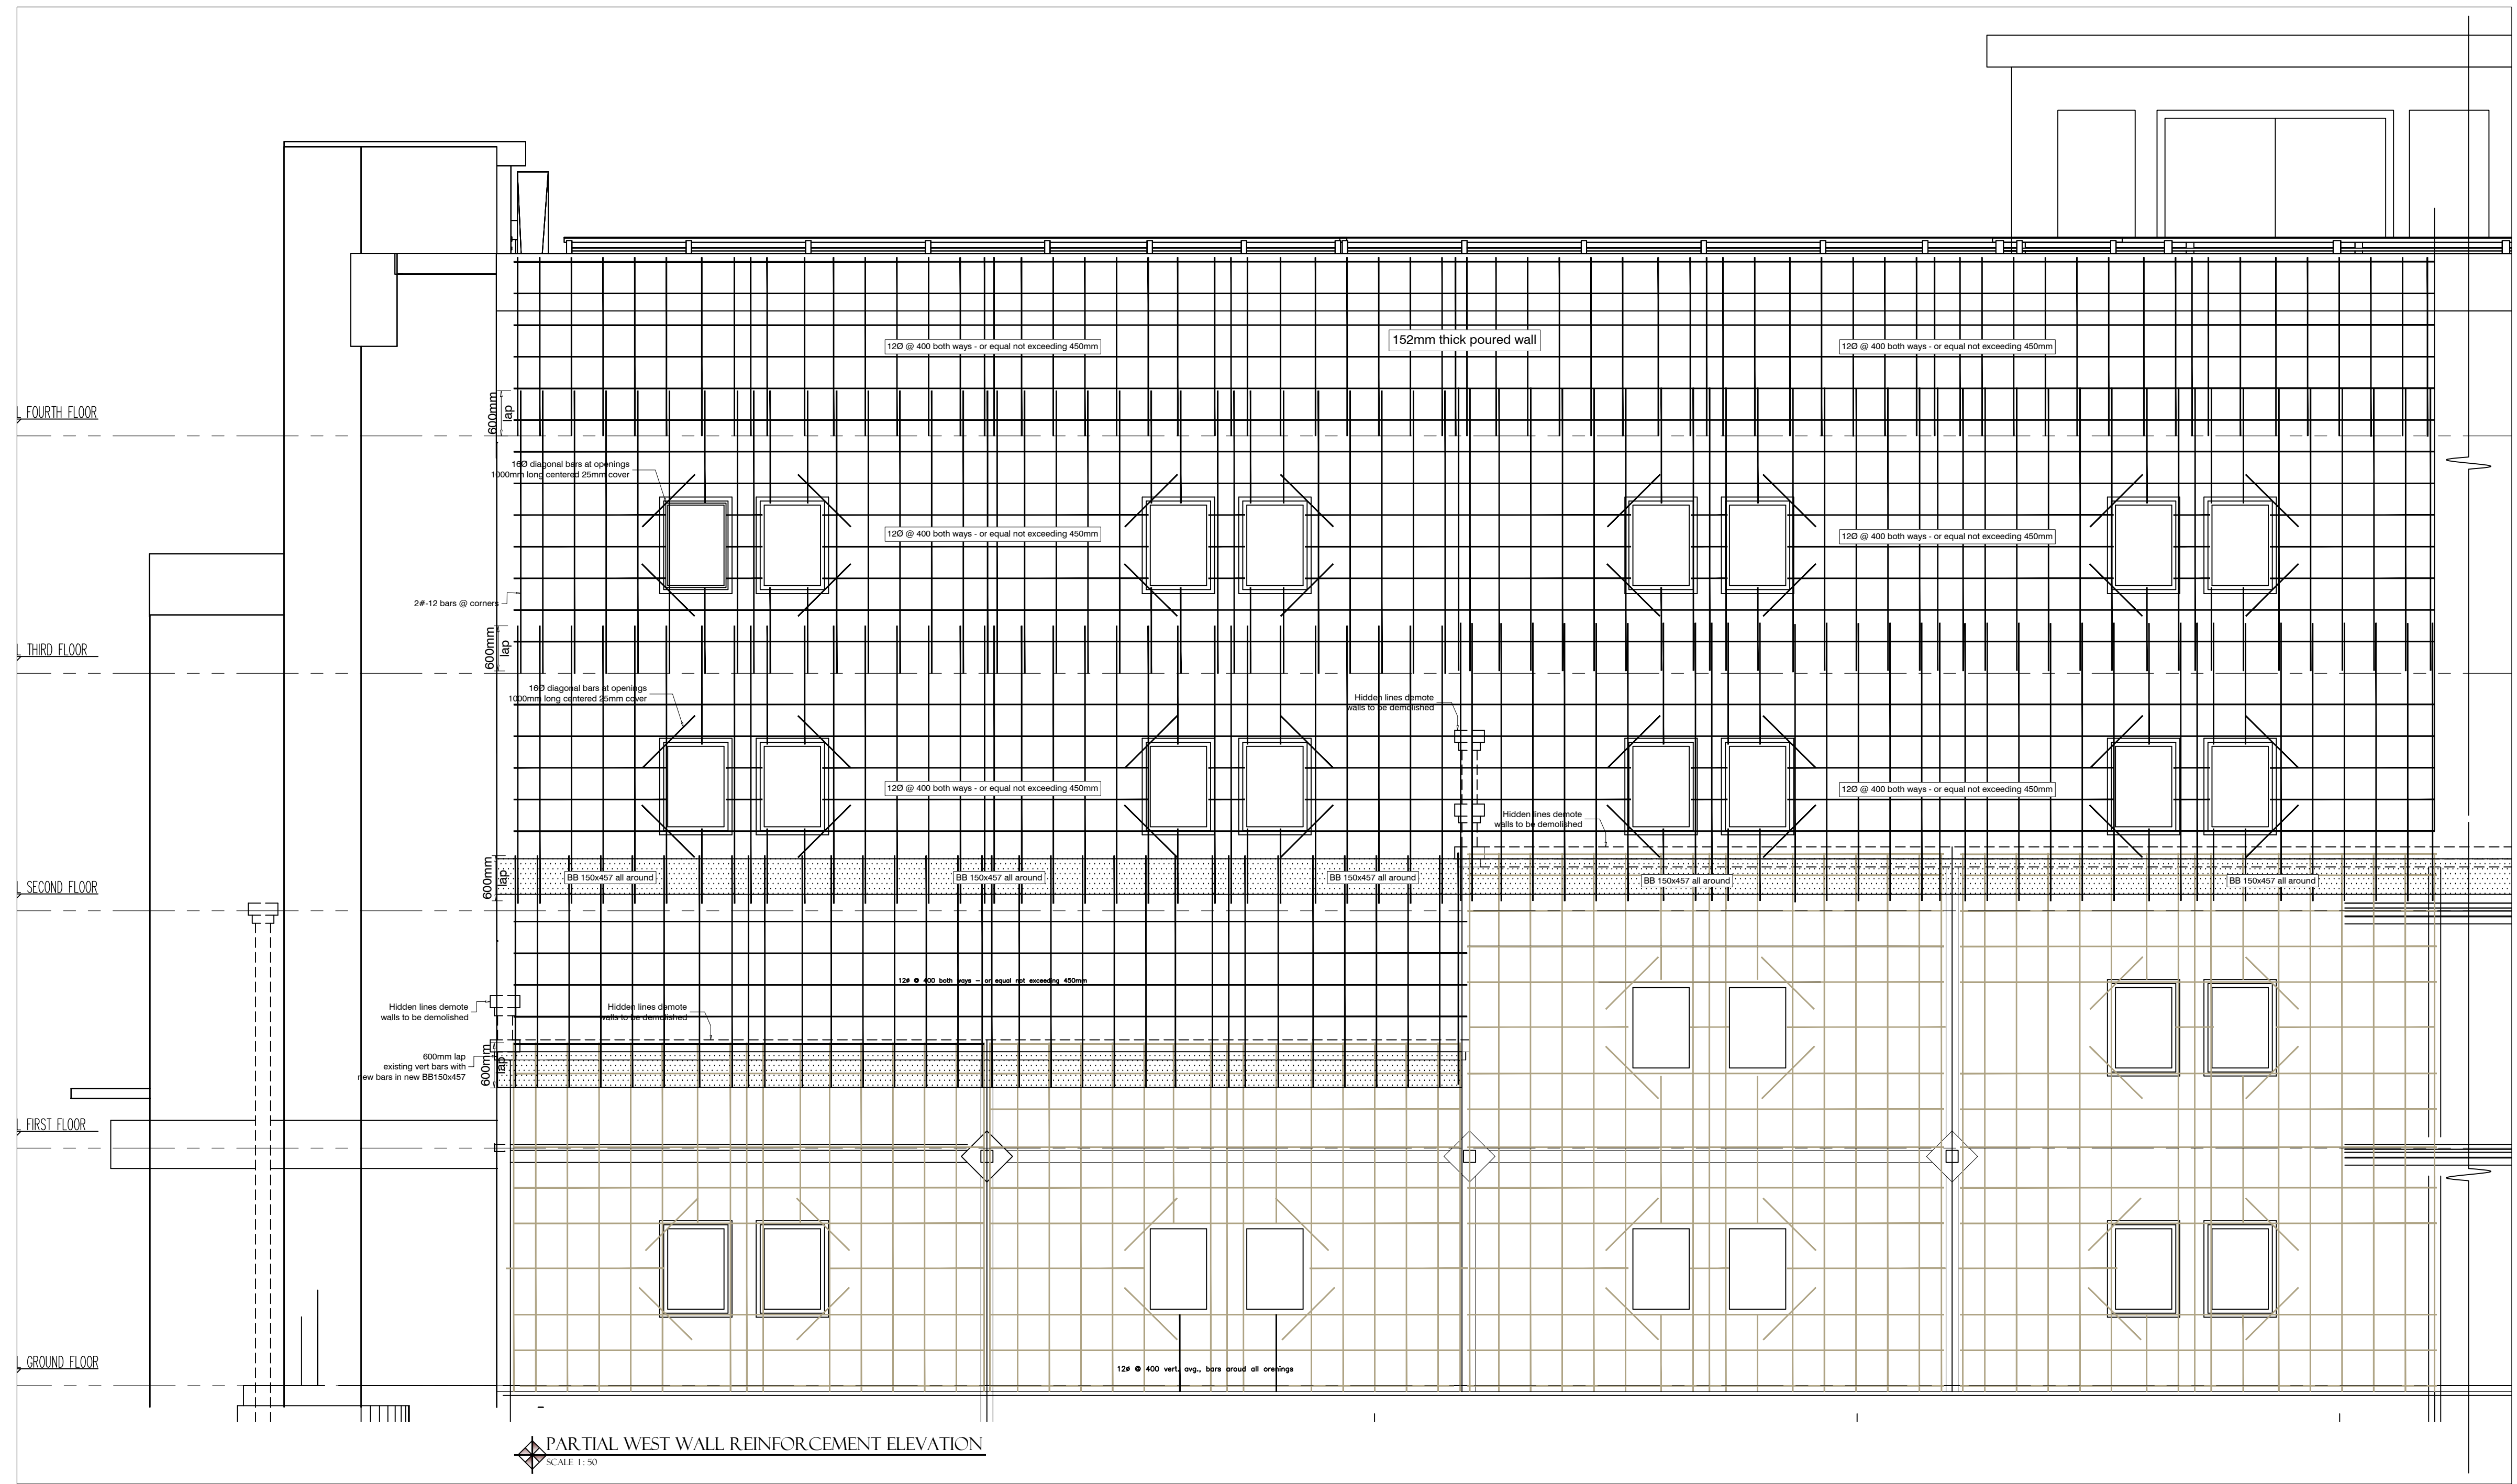 12Ø @ 400 both ways - or equal not exceeding 450mm
152mm thick poured wall
12Ø @ 400 both ways - or equal not exceeding 450mm
600mm
lap
FOURTH FLOOR
16Ø diagonal bars at openings
1000mm long centered 25mm cover
12Ø @ 400 both ways - or equal not exceeding 450mm
12Ø @ 400 both ways - or equal not exceeding 450mm
2#-12 bars @ corners
600mm
lap
THIRD FLOOR
16Ø diagonal bars at openings
1000mm long centered 25mm cover
Hidden lines demote
walls to be demolished
12Ø @ 400 both ways - or equal not exceeding 450mm
12Ø @ 400 both ways - or equal not exceeding 450mm
Hidden lines demote
walls to be demolished
600mm
lap
BB 150x457 all around
BB 150x457 all around
BB 150x457 all around
BB 150x457 all around
BB 150x457 all around
SECOND FLOOR
12ø @ 400 both ways - or equal not exceeding 450mm
Hidden lines demote
walls to be demolished
Hidden lines demote
walls to be demolished
600mm lap
existing vert bars with
new bars in new BB150x457
600mm
lap
FIRST FLOOR
GROUND FLOOR
12ø @ 400 vert. avg., bars aroud all orenings
PARTIAL WEST WALL REINFORCEMENT ELEVATION
SCALE 1 : 50